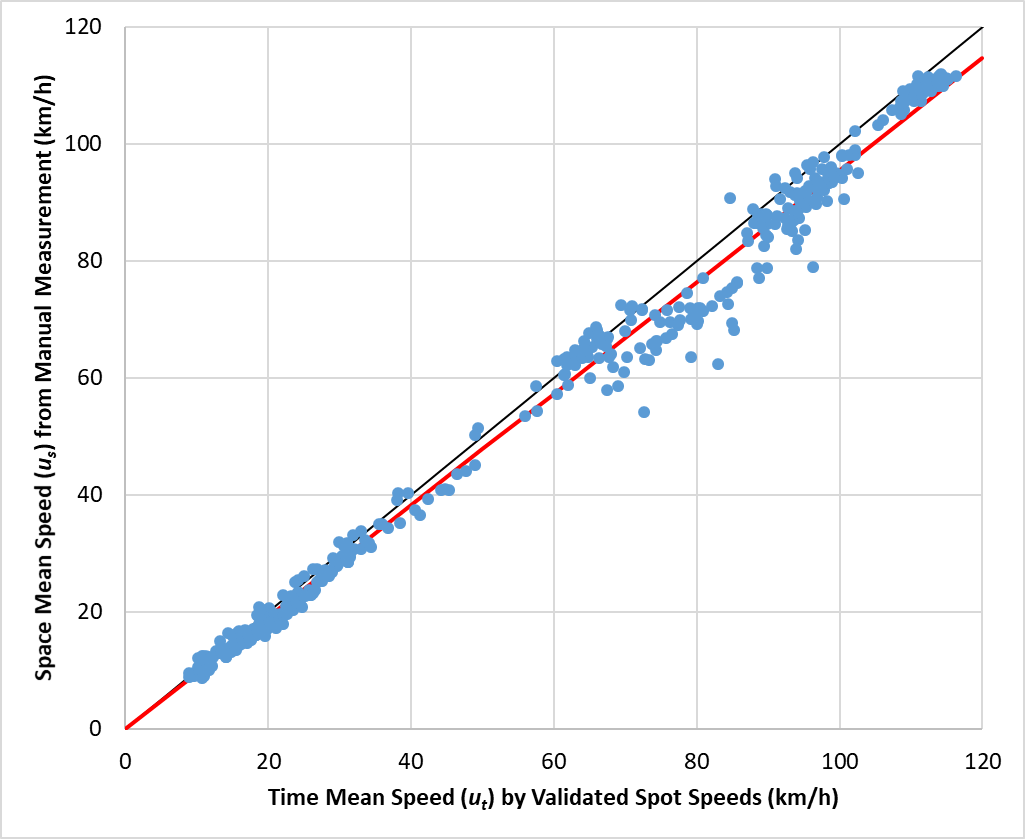 120
100
80
60
40
20
0
Space Mean Speed (us) from Manual Measurement (km/h)
0 20 40 60 80 100 120
Time Mean Speed (ut) by Validated Spot Speeds (km/h)